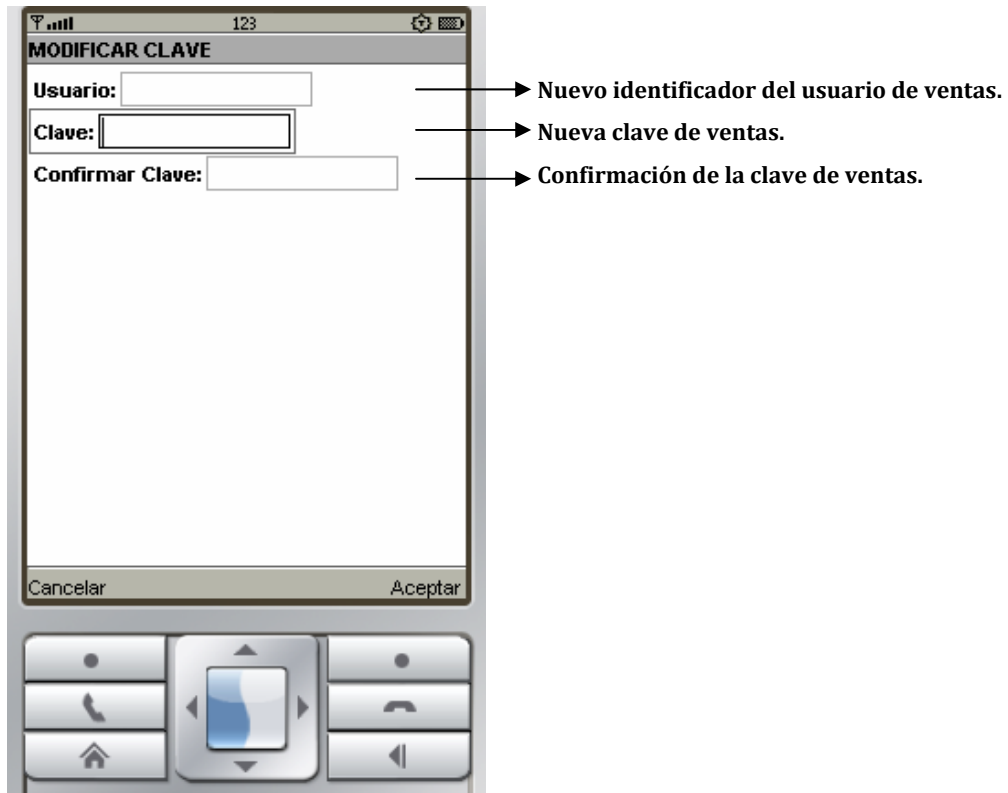 123
MODIFICAR CLAVE
Usuario: Nuevo identificador del usuario de ventas.
Clave: Nueva clave de ventas.
Confirmar Clave: Confirmación de la clave de ventas.
Cancelar Aceptar